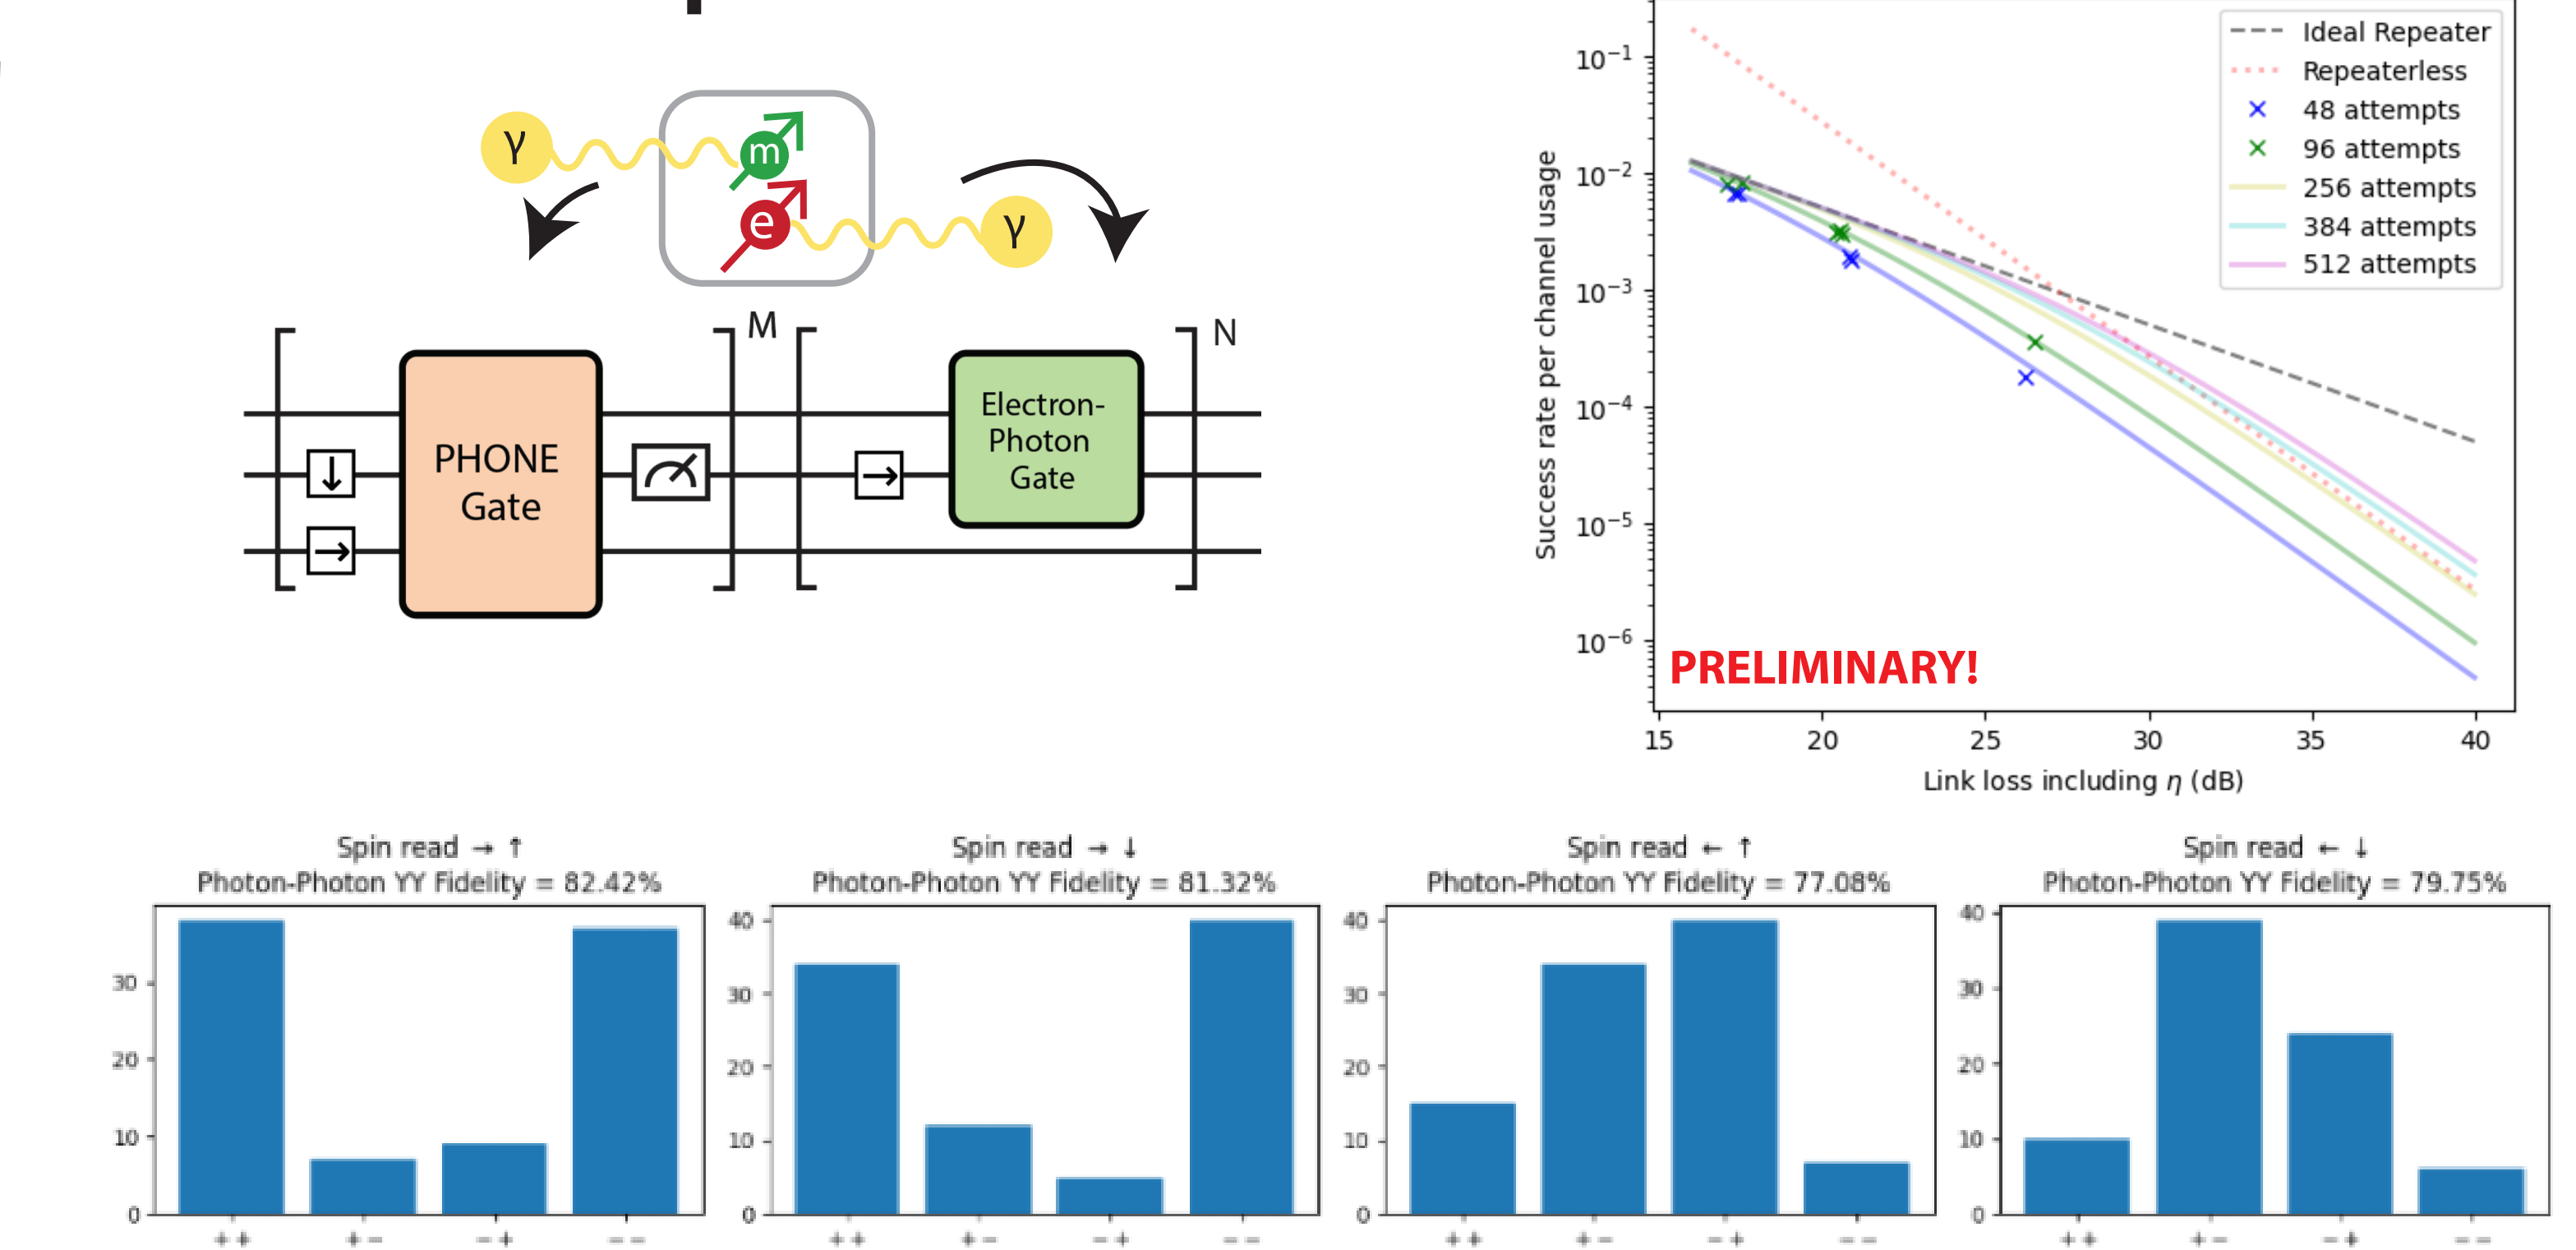 γ
m
e
γ
M
N
PHONE
Gate
Electron-
Photon
Gate
↓
→
→
Success rate per channel usage
10⁻¹
10⁻²
10⁻³
10⁻⁴
10⁻⁵
10⁻⁶
Ideal Repeater
Repeaterless
48 attempts
96 attempts
256 attempts
384 attempts
512 attempts
PRELIMINARY!
15 20 25 30 35 40
Link loss including η (dB)
Spin read → ↑
Photon-Photon YY Fidelity = 82.42%
30
20
10
0
++ +− −+ −−
Spin read → ↓
Photon-Photon YY Fidelity = 81.32%
40
30
20
10
0
++ +− −+ −−
Spin read ← ↑
Photon-Photon YY Fidelity = 77.08%
40
30
20
10
0
++ +− −+ −−
Spin read ← ↓
Photon-Photon YY Fidelity = 79.75%
40
30
20
10
0
++ +− −+ −−